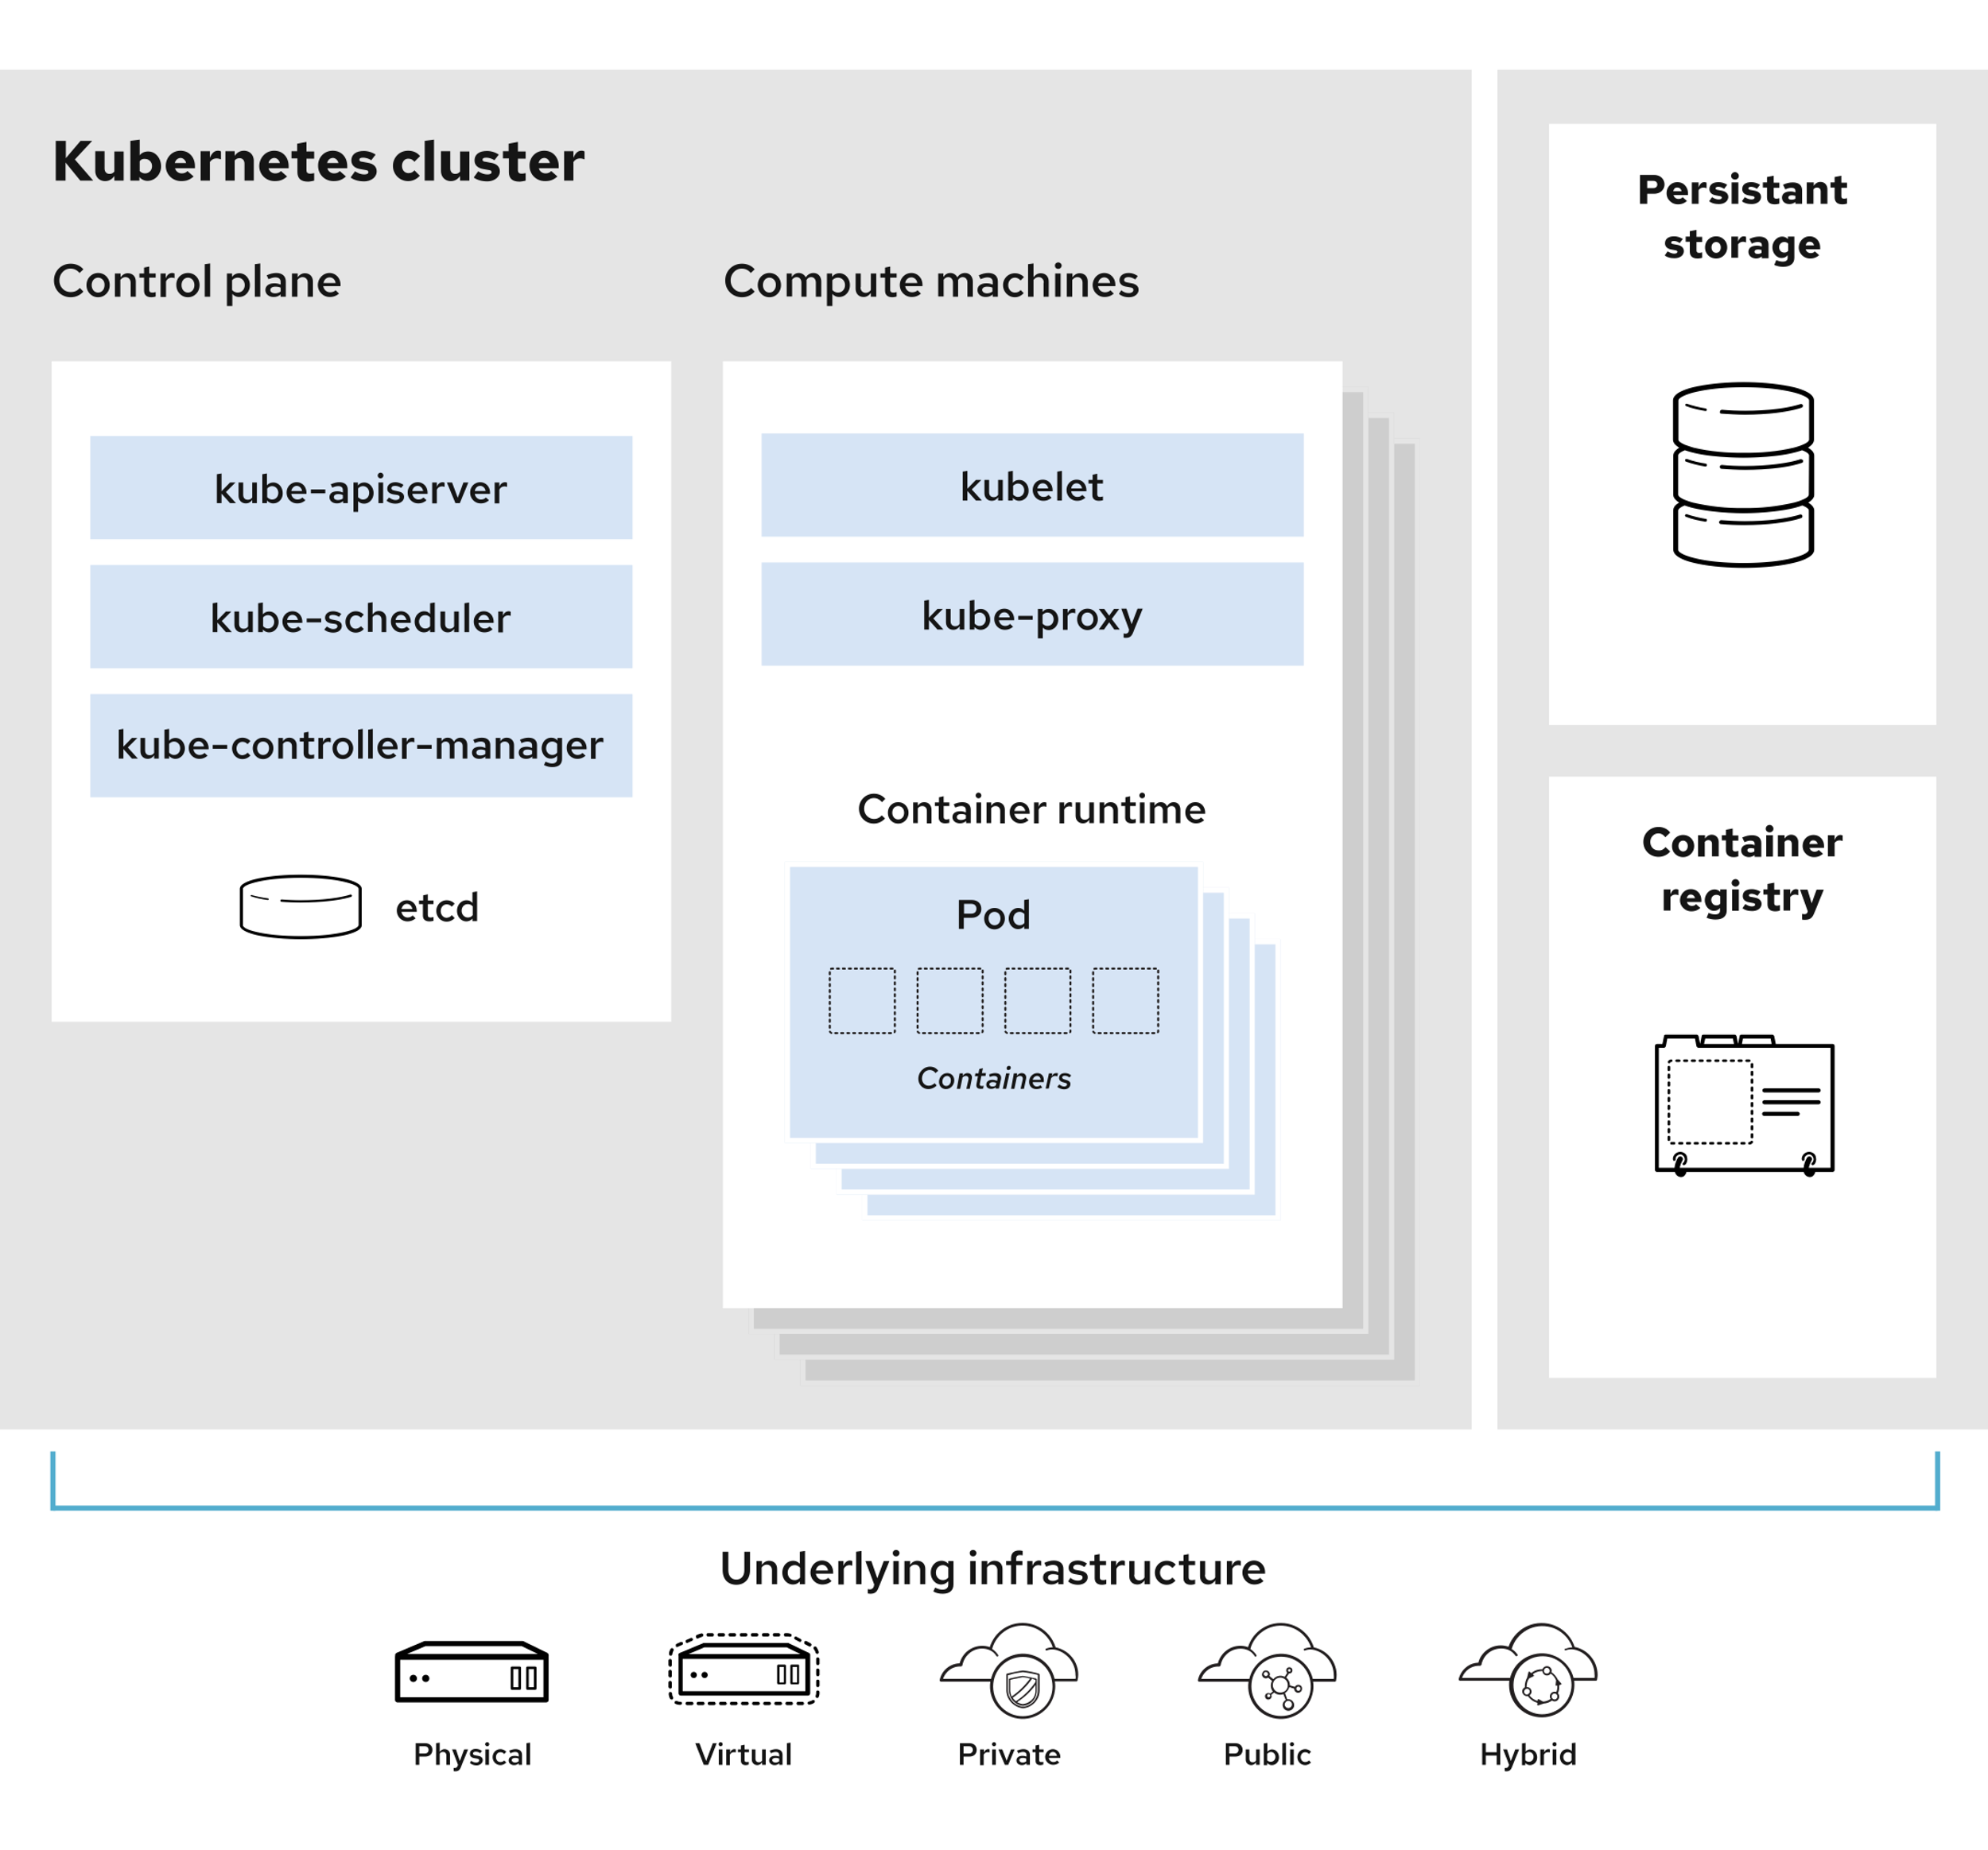 Kubernetes cluster
Control plane
kube-apiserver
kube-scheduler
kube-controller-manager
etcd
Compute machines
kubelet
kube-proxy
Container runtime
Pod
Containers
Persistant
storage
Container
registry
Underlying infrastructure
Physical
Virtual
Private
Public
Hybrid